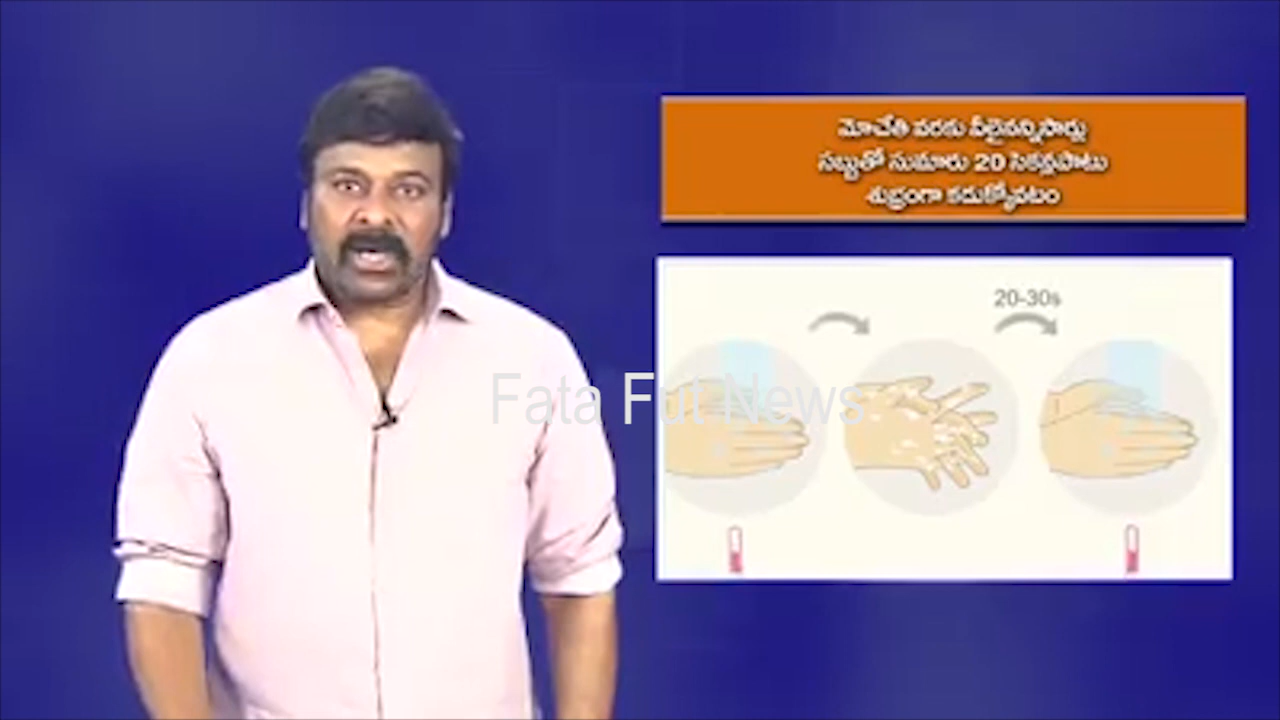 మోచేతి వరకు వీలైనన్నిసార్లు
సబ్బుతో సుమారు 20 సెకన్లపాటు
శుభ్రంగా కడుక్కోవటం
20-30s
Fata Fut News